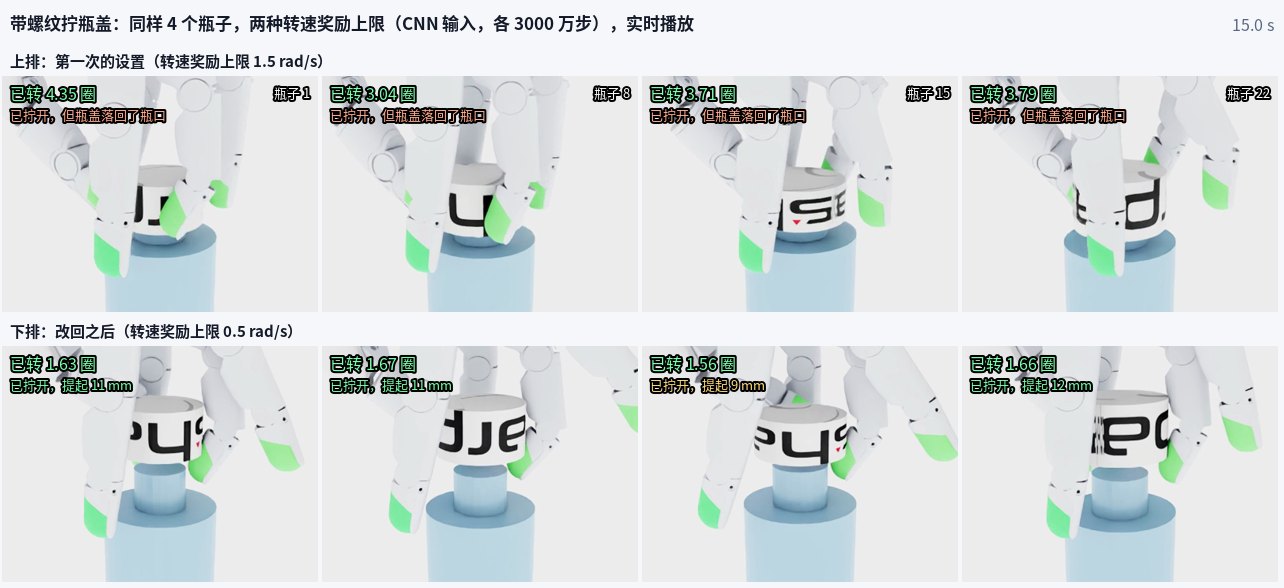 带螺纹拧瓶盖：同样 4 个瓶子，两种转速奖励上限（CNN 输入，各 3000 万步），实时播放
15.0 s
上排：第一次的设置（转速奖励上限 1.5 rad/s）
已转 4.35 圈
瓶子 1
已拧开，但瓶盖落回了瓶口
已转 3.04 圈
瓶子 8
已拧开，但瓶盖落回了瓶口
已转 3.71 圈
瓶子 15
已拧开，但瓶盖落回了瓶口
已转 3.79 圈
瓶子 22
已拧开，但瓶盖落回了瓶口
下排：改回之后（转速奖励上限 0.5 rad/s）
已转 1.63 圈
已拧开，提起 11 mm
已转 1.67 圈
已拧开，提起 11 mm
已转 1.56 圈
已拧开，提起 9 mm
已转 1.66 圈
已拧开，提起 12 mm